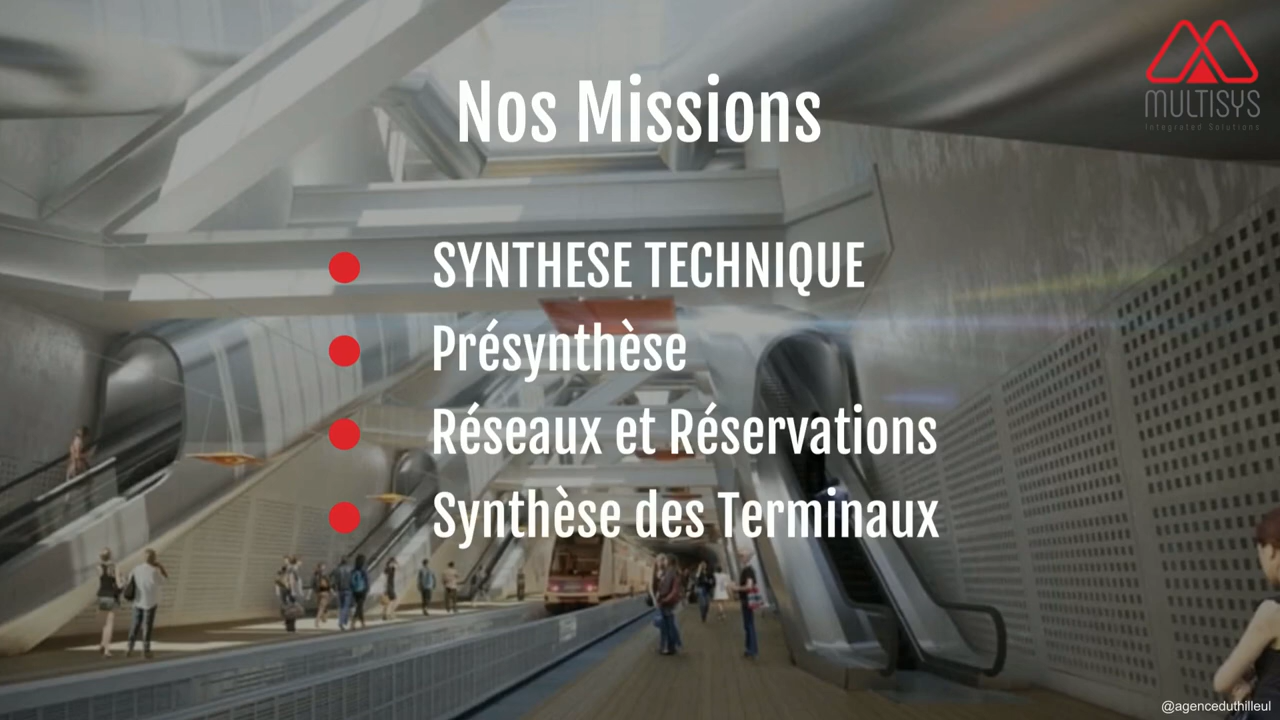 Nos Missions
MULTISYS
Integrated Solutions
SYNTHESE TECHNIQUE
Présynthèse
Réseaux et Réservations
Synthèse des Terminaux
@agenceduthilleul